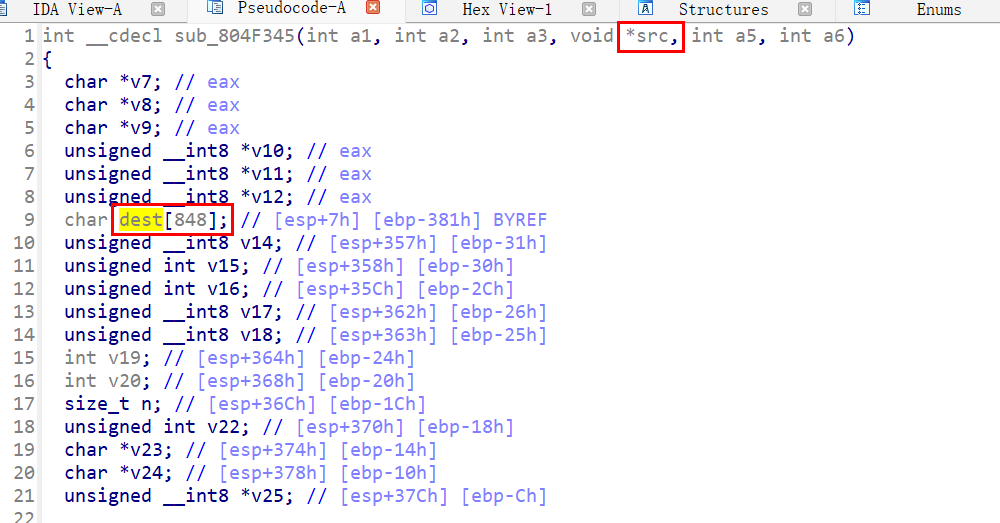 IDA View-A Pseudocode-A Hex View-1 Structures Enums
1 int __cdecl sub_804F345(int a1, int a2, int a3, void *src, int a5, int a6)
2 {
3 char *v7; // eax
4 char *v8; // eax
5 char *v9; // eax
6 unsigned __int8 *v10; // eax
7 unsigned __int8 *v11; // eax
8 unsigned __int8 *v12; // eax
9 char dest[848]; // [esp+7h] [ebp-381h] BYREF
10 unsigned __int8 v14; // [esp+357h] [ebp-31h]
11 unsigned int v15; // [esp+358h] [ebp-30h]
12 unsigned int v16; // [esp+35Ch] [ebp-2Ch]
13 unsigned __int8 v17; // [esp+362h] [ebp-26h]
14 unsigned __int8 v18; // [esp+363h] [ebp-25h]
15 int v19; // [esp+364h] [ebp-24h]
16 int v20; // [esp+368h] [ebp-20h]
17 size_t n; // [esp+36Ch] [ebp-1Ch]
18 unsigned int v22; // [esp+370h] [ebp-18h]
19 char *v23; // [esp+374h] [ebp-14h]
20 char *v24; // [esp+378h] [ebp-10h]
21 unsigned __int8 *v25; // [esp+37Ch] [ebp-Ch]
22